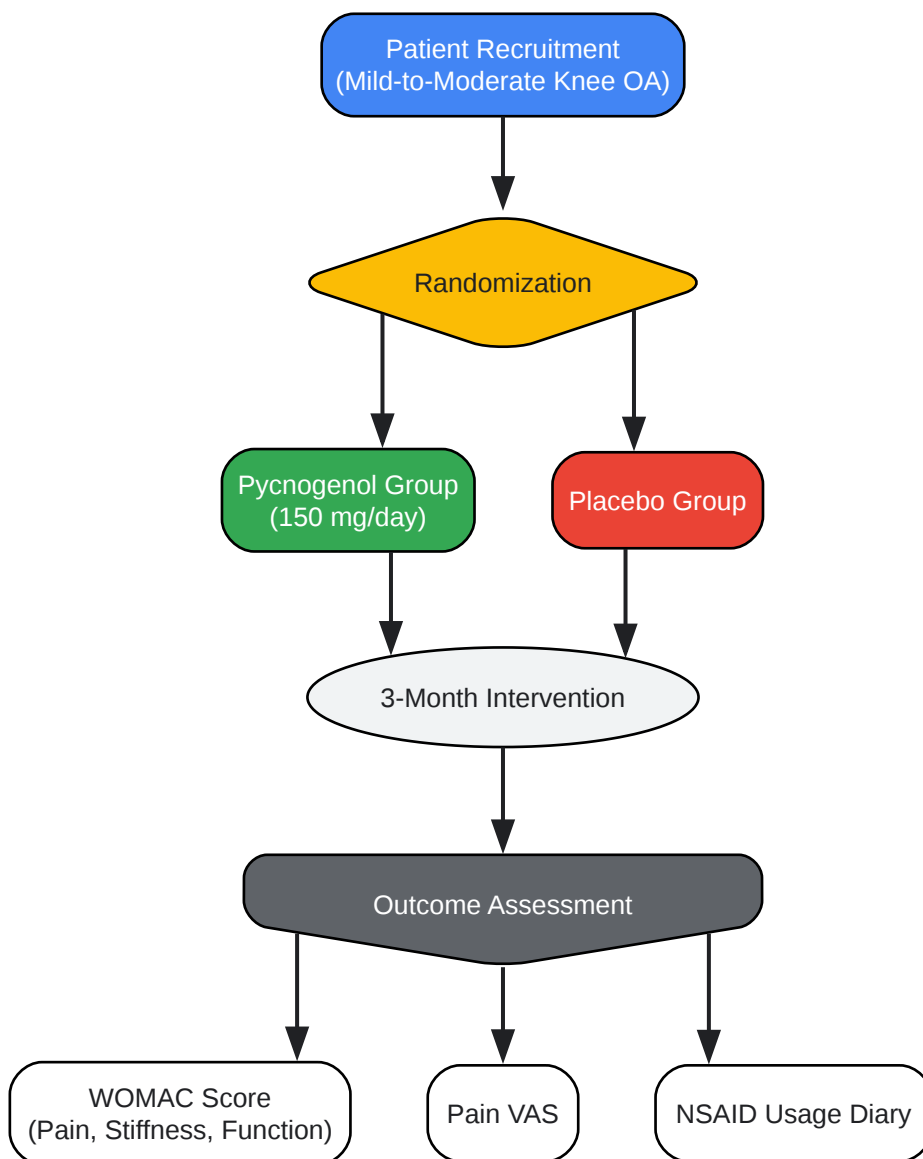 Patient Recruitment
(Mild-to-Moderate Knee OA)
Randomization
Pycnogenol Group
(150 mg/day)
Placebo Group
3-Month Intervention
Outcome Assessment
WOMAC Score
(Pain, Stiffness, Function)
Pain VAS
NSAID Usage Diary